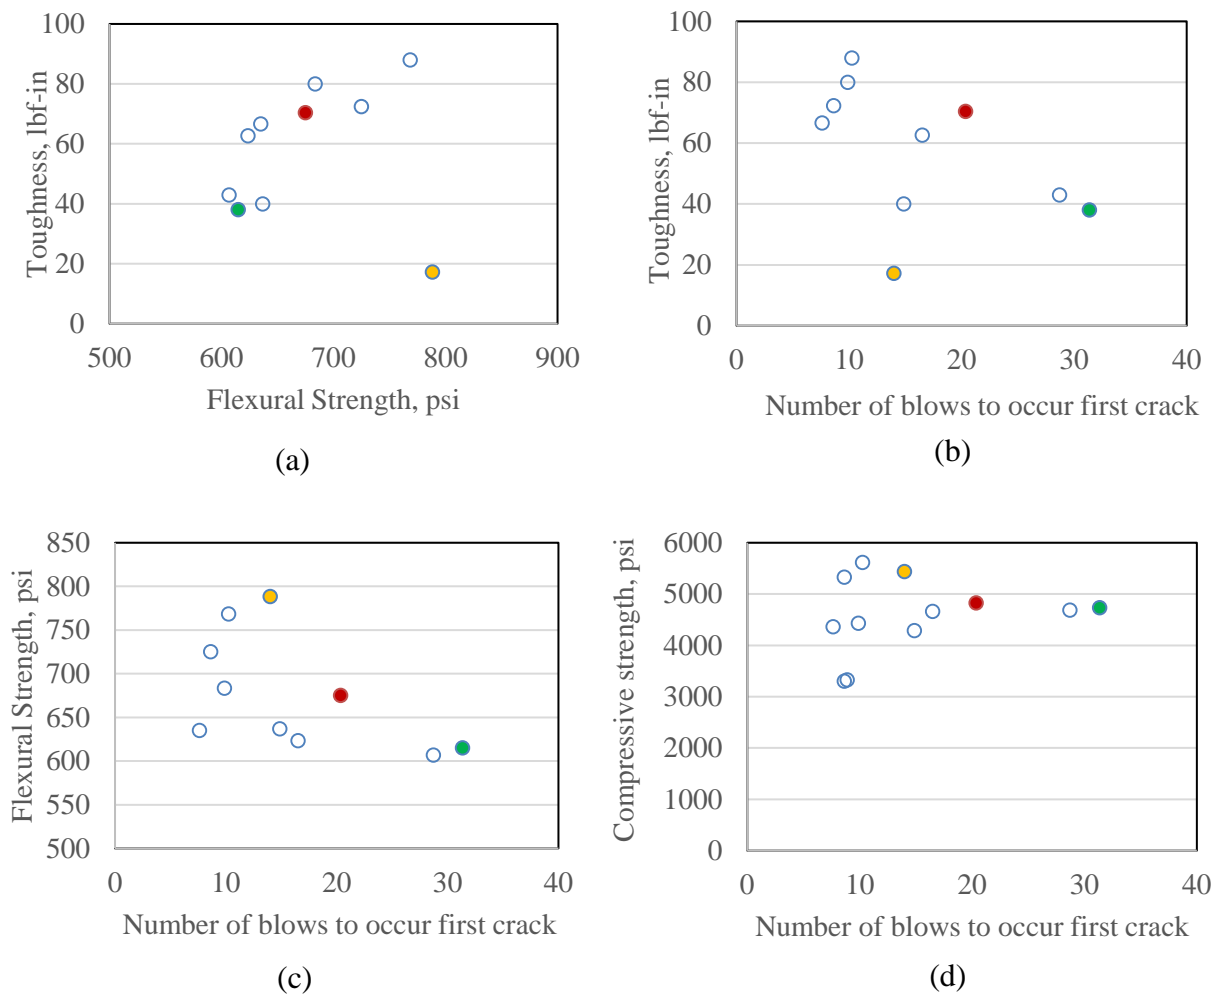 100
80
60
40
20
0
Toughness, lbf-in
500 600 700 800 900
Flexural Strength, psi
(a)
100
80
60
40
20
0
Toughness, lbf-in
0 10 20 30 40
Number of blows to occur first crack
(b)
850
800
750
700
650
600
550
500
Flexural Strength, psi
0 10 20 30 40
Number of blows to occur first crack
(c)
6000
5000
4000
3000
2000
1000
0
Compressive strength, psi
0 10 20 30 40
Number of blows to occur first crack
(d)